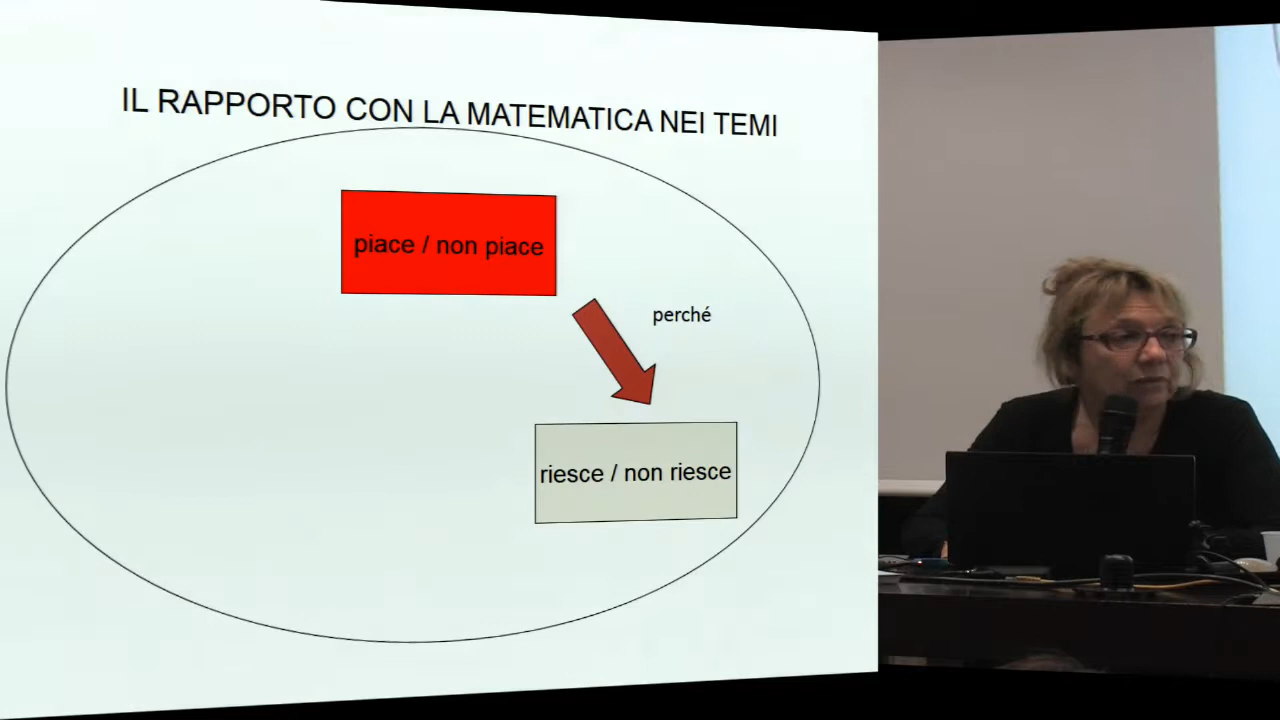 IL RAPPORTO CON LA MATEMATICA NEI TEMI
piace / non piace
perché
riesce / non riesce